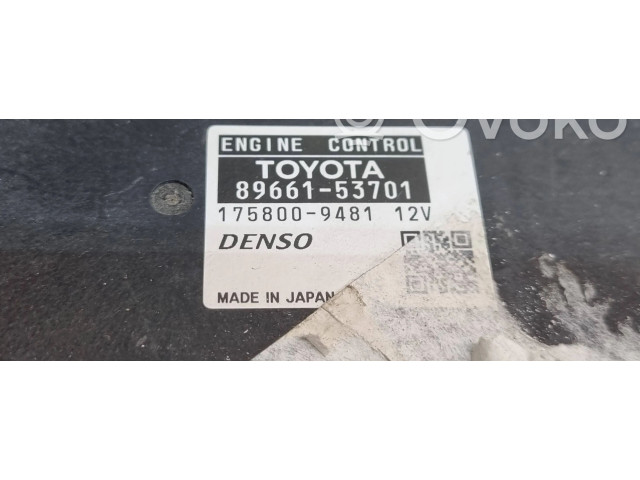 Ovoko
ENGINE CONTROL
TOYOTA
89661-53701
175800-9481 12V
DENSO
MADE IN JAPAN